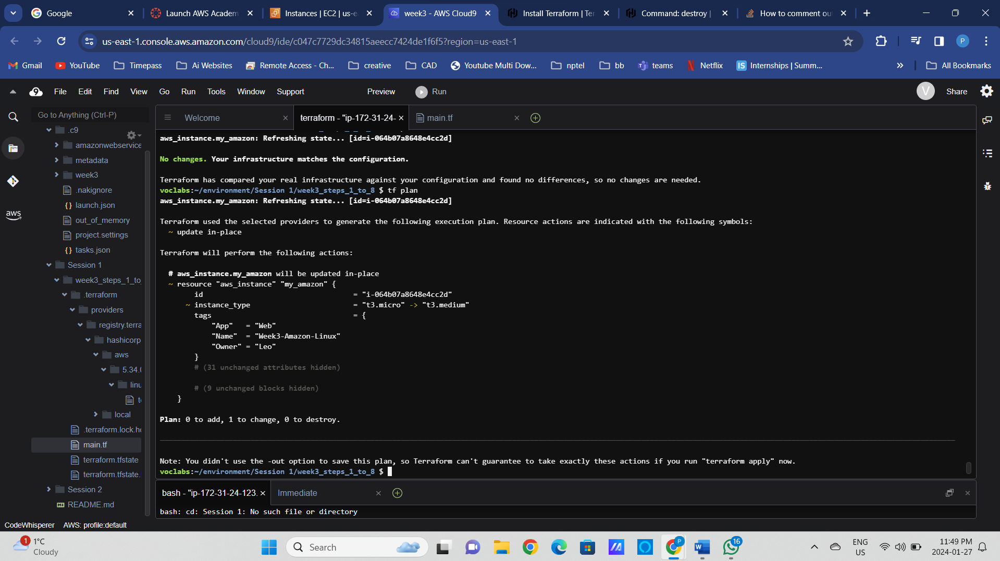 Google
Launch AWS Academ
Instances | EC2 | us-e
week3 - AWS Cloud9
Install Terraform | Ter
Command: destroy |
How to comment ou
us-east-1.console.aws.amazon.com/cloud9/ide/c047c7729dc34815aeecc7424de1f6f5?region=us-east-1
P
Gmail
YouTube
Timepass
Ai Websites
Remote Access - Ch...
creative
CAD
Youtube Multi Dow...
nptel
bb
teams
Netflix
IS Internships | Summ...
All Bookmarks
9 File Edit Find View Go Run Tools Window Support Preview Run
V Share
Go to Anything (Ctrl-P)
Welcome
terraform - "ip-172-31-24-
main.tf
.c9
amazonwebservice
metadata
week3
.nakignore
launch.json
out_of_memory
project.settings
tasks.json
Session 1
week3_steps_1_to_
.terraform
providers
registry.terra
hashicorp
aws
5.34.0
linu
te
local
.terraform.lock.hc
main.tf
terraform.tfstate
terraform.tfstate.
Session 2
README.md
aws
aws_instance.my_amazon: Refreshing state... [id=i-064b07a8648e4cc2d]
No changes. Your infrastructure matches the configuration.
Terraform has compared your real infrastructure against your configuration and found no differences, so no changes are needed.
voclabs:~/environment/Session 1/week3_steps_1_to_8 $ tf plan
aws_instance.my_amazon: Refreshing state... [id=i-064b07a8648e4cc2d]
Terraform used the selected providers to generate the following execution plan. Resource actions are indicated with the following symbols:
~ update in-place
Terraform will perform the following actions:
# aws_instance.my_amazon will be updated in-place
~ resource "aws_instance" "my_amazon" {
id = "i-064b07a8648e4cc2d"
~ instance_type = "t3.micro" -> "t3.medium"
tags = {
"App" = "Web"
"Name" = "Week3-Amazon-Linux"
"Owner" = "Leo"
}
# (31 unchanged attributes hidden)
# (9 unchanged blocks hidden)
}
Plan: 0 to add, 1 to change, 0 to destroy.
Note: You didn't use the -out option to save this plan, so Terraform can't guarantee to take exactly these actions if you run "terraform apply" now.
voclabs:~/environment/Session 1/week3_steps_1_to_8 $
bash - "ip-172-31-24-123.
Immediate
bash: cd: Session 1: No such file or directory
CodeWhisperer AWS: profile:default
1
1°C
Cloudy
Search
P
W
16
ENG
US
11:49 PM
2024-01-27